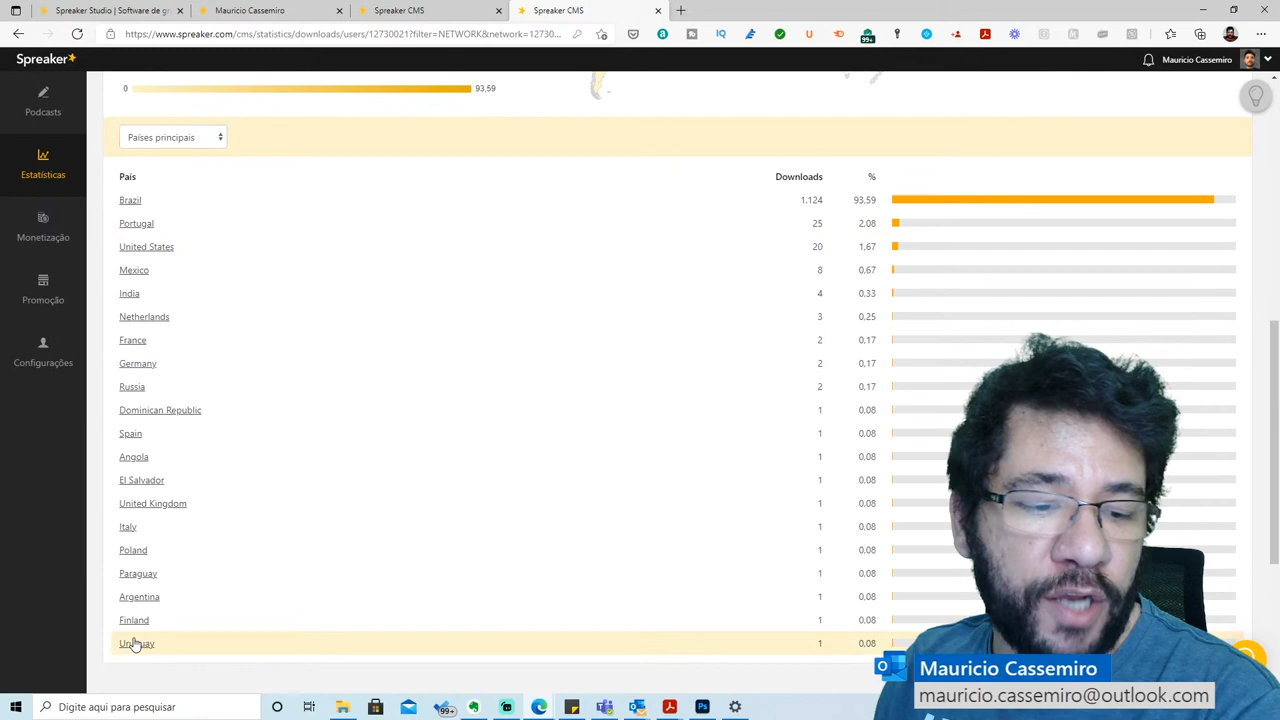 Spreaker Studio | Software de gr
Mauricio Cassemiro
Spreaker CMS
Spreaker CMS
https://www.spreaker.com/cms/statistics/downloads/users/12730021?filter=NETWORK&network=12730...
Spreaker
Mauricio Cassemiro
Podcasts
Estatísticas
Monetização
Promoção
Configurações
0 93,59
Países principais
País Downloads %
Brazil 1.124 93,59
Portugal 25 2,08
United States 20 1,67
Mexico 8 0,67
India 4 0,33
Netherlands 3 0,25
France 2 0,17
Germany 2 0,17
Russia 2 0,17
Dominican Republic 1 0,08
Spain 1 0,08
Angola 1 0,08
El Salvador 1 0,08
United Kingdom 1 0,08
Italy 1 0,08
Poland 1 0,08
Paraguay 1 0,08
Argentina 1 0,08
Finland 1 0,08
Uruguay 1 0,08
Mauricio Cassemiro
mauricio.cassemiro@outlook.com
Digite aqui para pesquisar
99+